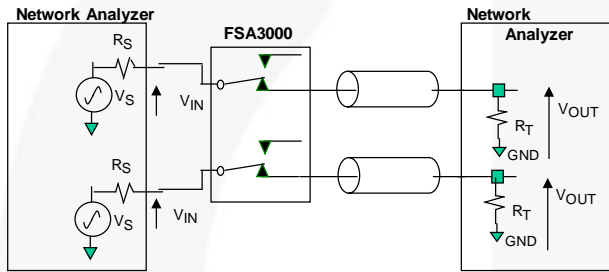 Network Analyzer
FSA3000
Network
Analyzer
RS
VS
VIN
VOUT
RT
GND
RS
VS
VIN
VOUT
RT
GND